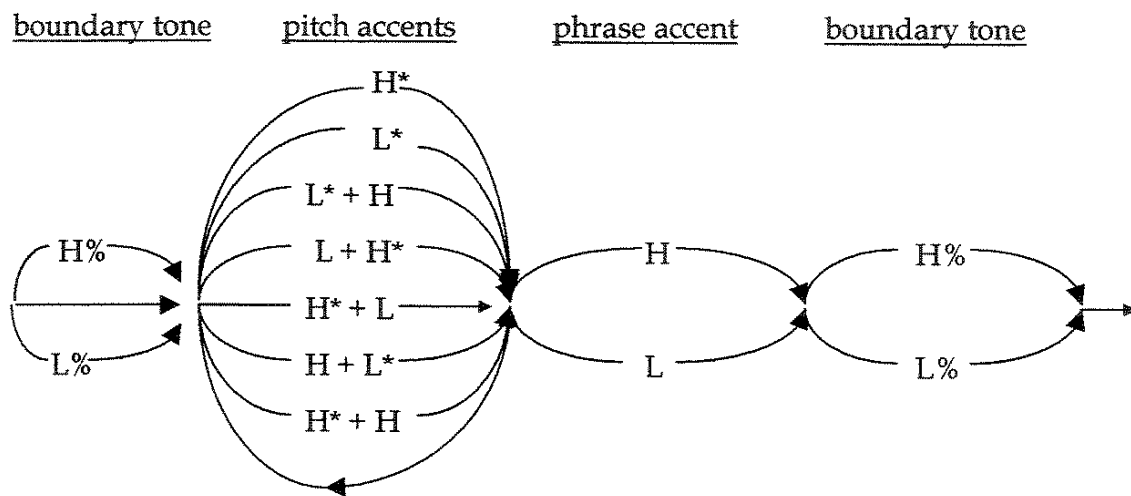 boundary tone pitch accents phrase accent boundary tone
H*
L*
L* + H
H% L + H* H H%
H* + L
L% H + L* L L%
H* + H